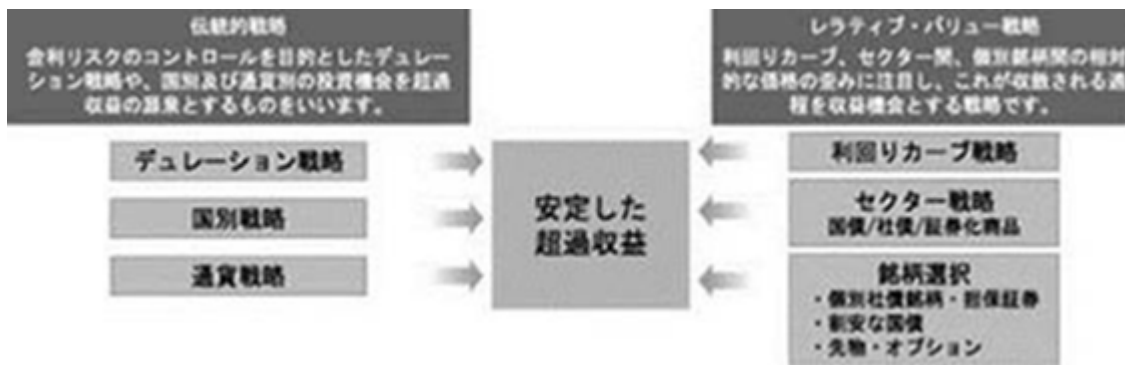 伝統的戦略
金利リスクのコントロールを目的としたデュレー
ション戦略や、国別及び通貨別の投資機会を超過
収益の源泉とするものをいいます。
デュレーション戦略
国別戦略
通貨戦略
安定した
超過収益
レラティブ・バリュー戦略
利回りカーブ、セクター間、個別銘柄間の相対
的な価格の歪みに注目し、これが収斂される過
程を収益機会とする戦略です。
利回りカーブ戦略
セクター戦略
国債/社債/証券化商品
銘柄選択
・個別社債銘柄・担保証券
・割安な国債
・先物・オプション